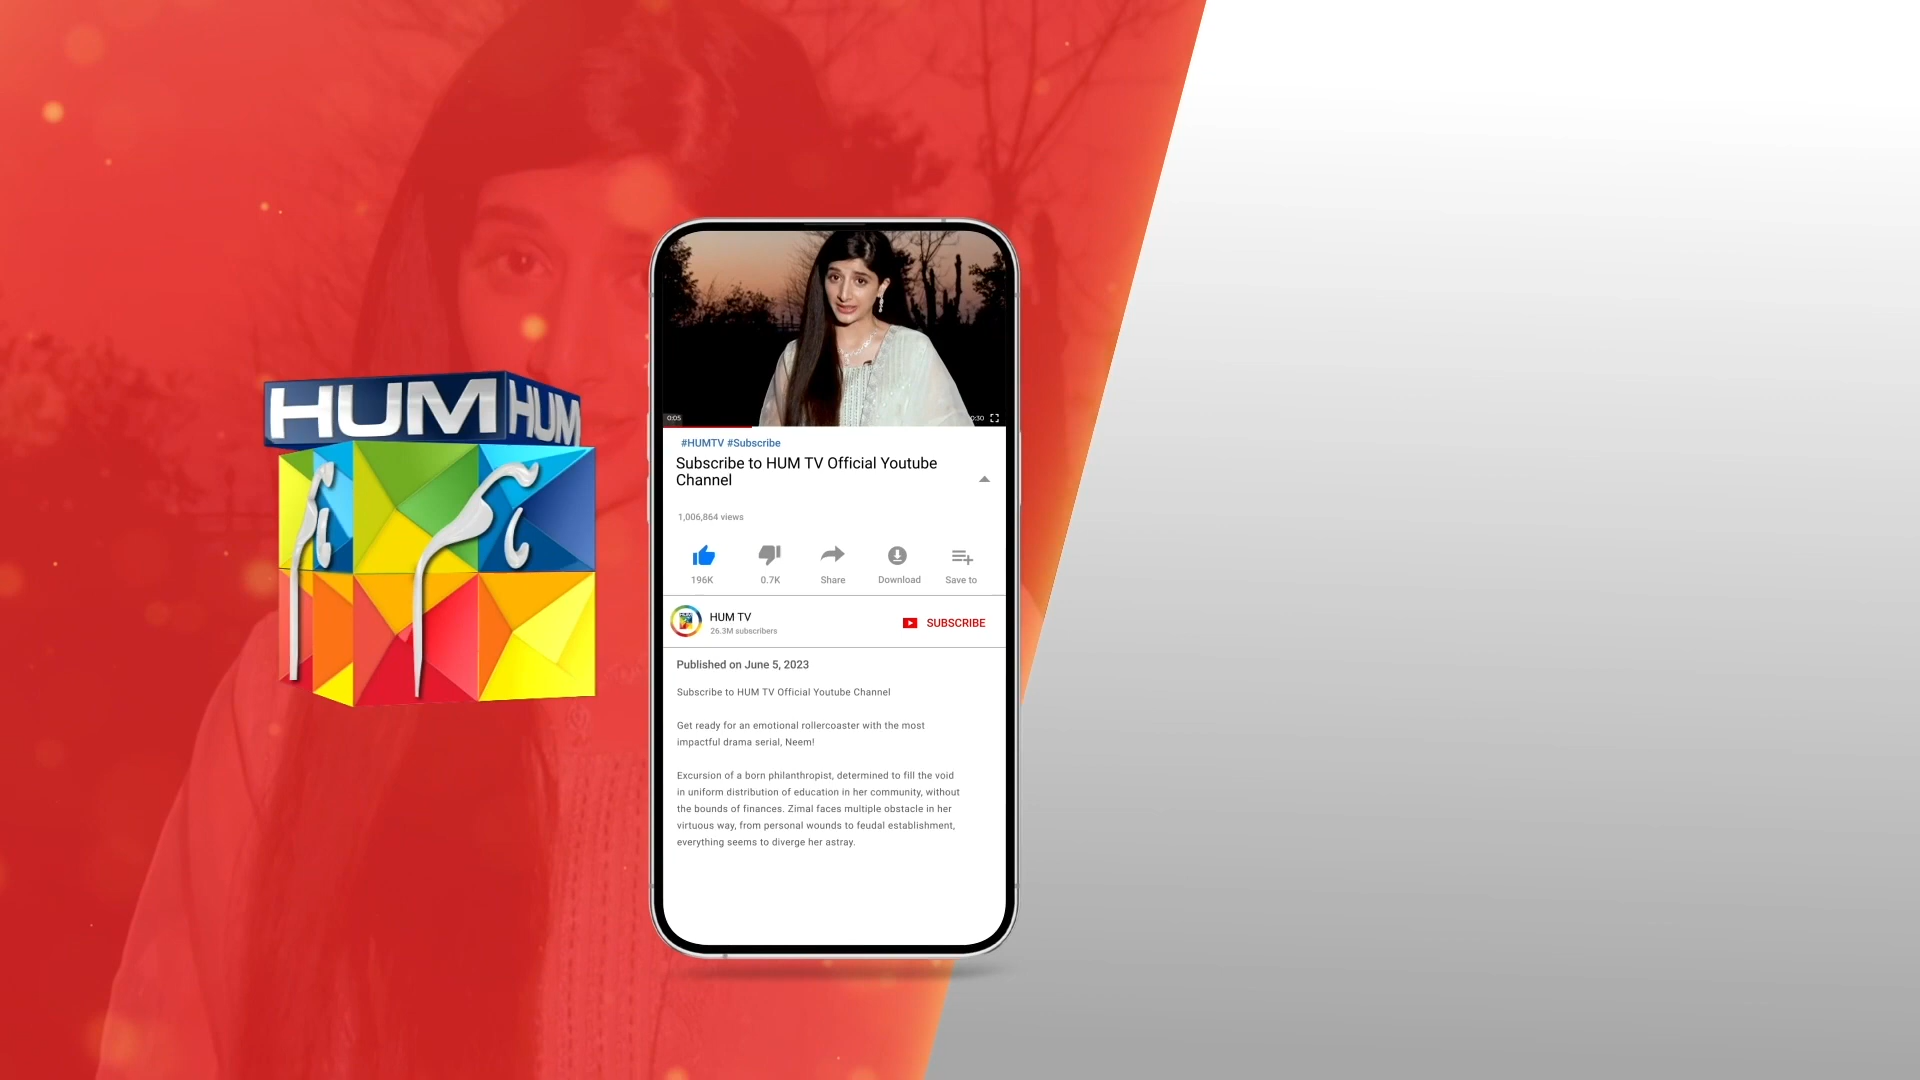 HUM HUM
0:05
0:30
#HUMTV #Subscribe
Subscribe to HUM TV Official Youtube
Channel
1,006,864 views
196K 0.7K Share Download Save to
HUM TV
26.3M subscribers
SUBSCRIBE
Published on June 5, 2023
Subscribe to HUM TV Official Youtube Channel
Get ready for an emotional rollercoaster with the most
impactful drama serial, Neem!
Excursion of a born philanthropist, determined to fill the void
in uniform distribution of education in her community, without
the bounds of finances. Zimal faces multiple obstacle in her
virtuous way, from personal wounds to feudal establishment,
everything seems to diverge her astray.